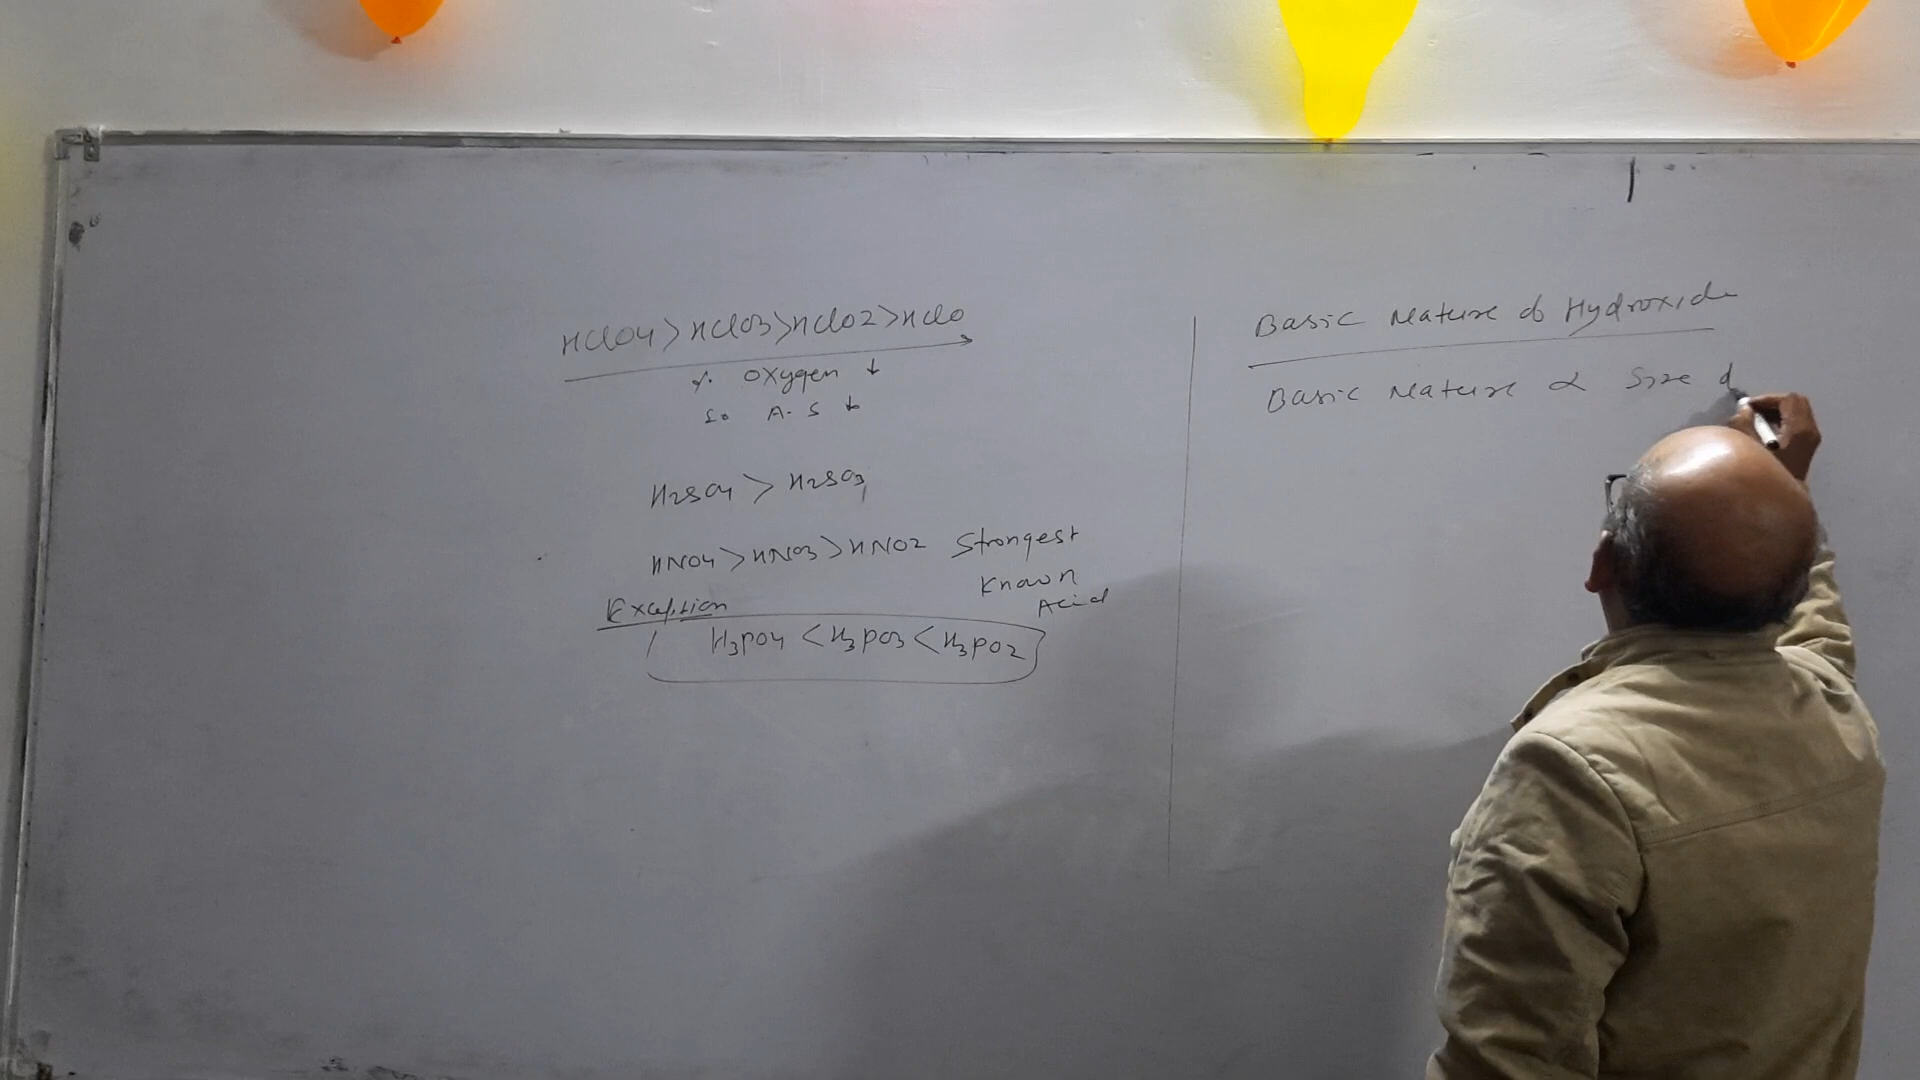 HClO4 > HClO3 > HClO2 > HClO
% Oxygen ↓
So A.S ↓
H2SO4 > H2SO3
HNO4 > HNO3 > HNO2 Strongest
Known
Acid
Exception
H3PO4 < H3PO3 < H3PO2
Basic Nature of Hydroxide
Basic Nature ∝ Size